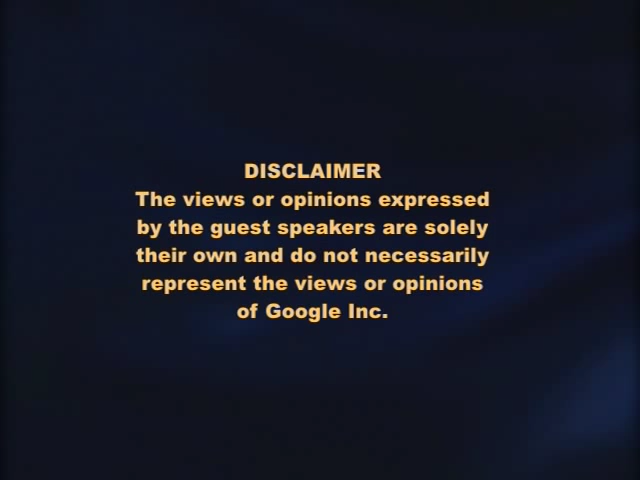 DISCLAIMER
The views or opinions expressed
by the guest speakers are solely
their own and do not necessarily
represent the views or opinions
of Google Inc.